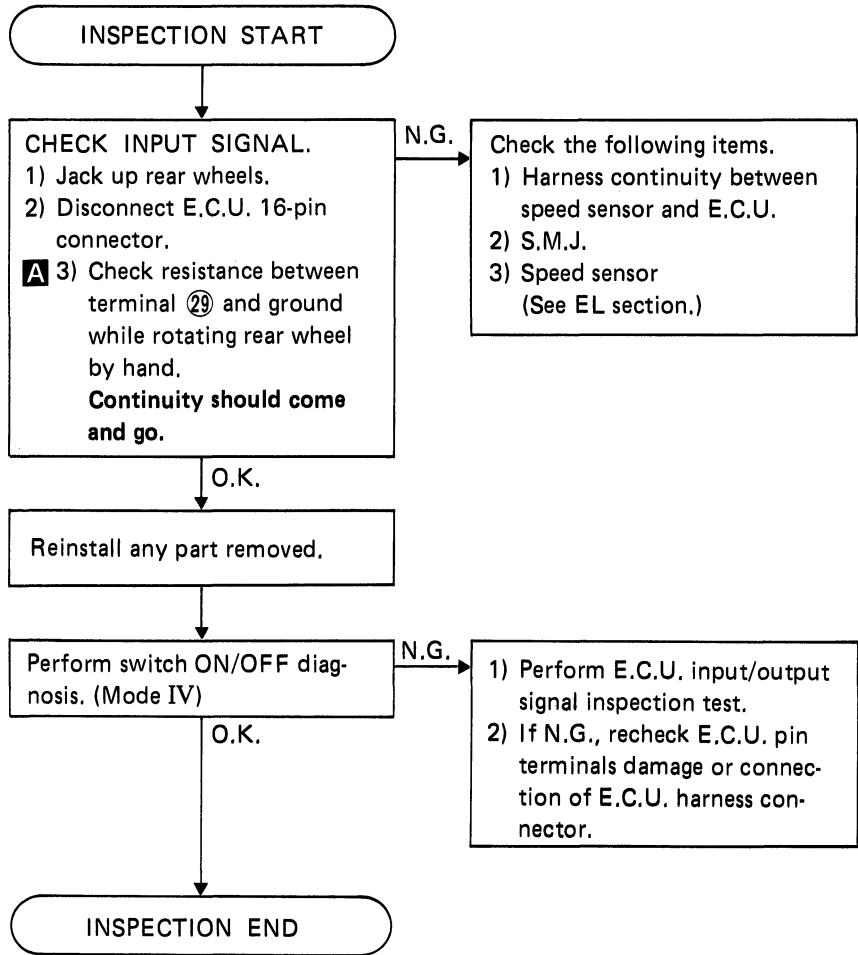 INSPECTION START
CHECK INPUT SIGNAL.
1) Jack up rear wheels.
2) Disconnect E.C.U. 16-pin
connector.
A 3) Check resistance between
terminal ㉙ and ground
while rotating rear wheel
by hand.
Continuity should come
and go.
N.G.
Check the following items.
1) Harness continuity between
speed sensor and E.C.U.
2) S.M.J.
3) Speed sensor
(See EL section.)
O.K.
Reinstall any part removed.
Perform switch ON/OFF diag-
nosis. (Mode IV)
N.G.
1) Perform E.C.U. input/output
signal inspection test.
2) If N.G., recheck E.C.U. pin
terminals damage or connec-
tion of E.C.U. harness con-
nector.
O.K.
INSPECTION END